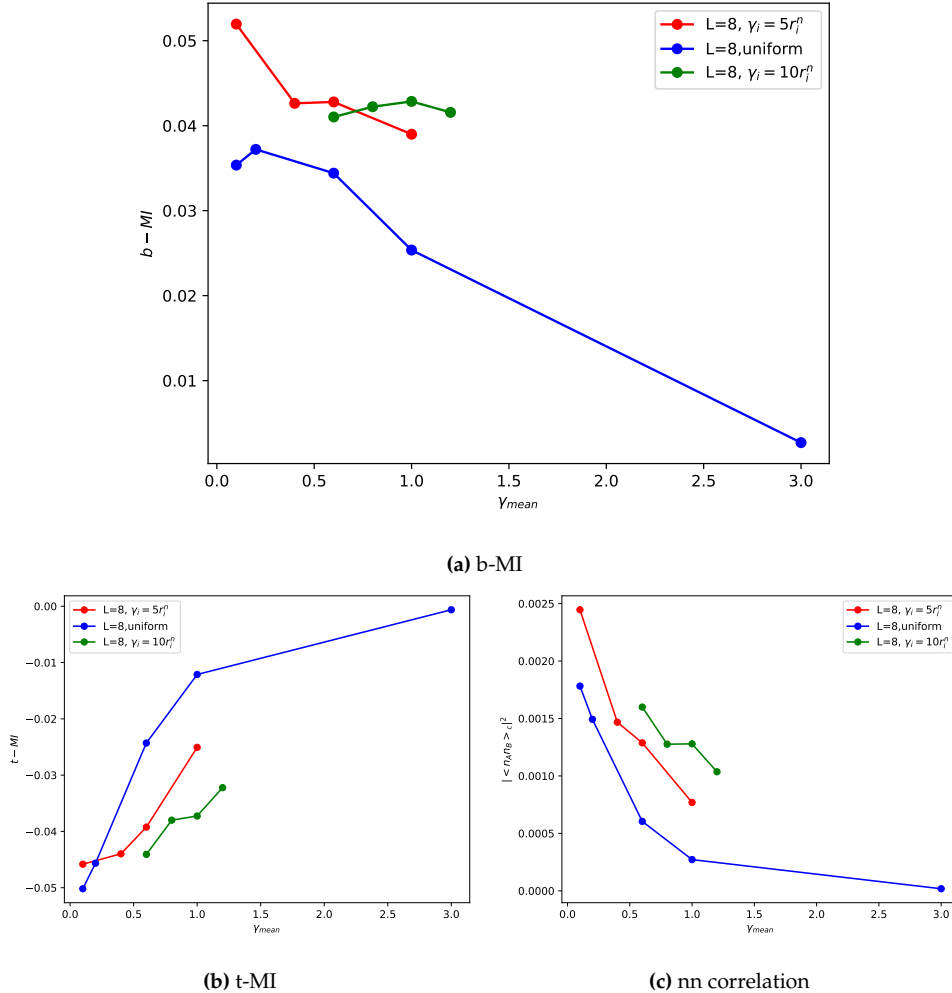 0.05
0.04
0.03
0.02
0.01
b − MI
0.0 0.5 1.0 1.5 2.0 2.5 3.0
γmean
L=8, γi = 5r_i^n
L=8,uniform
L=8, γi = 10r_i^n
(a) b-MI
0.00
−0.01
−0.02
−0.03
−0.04
−0.05
t − MI
0.0 0.5 1.0 1.5 2.0 2.5 3.0
γmean
L=8, γi = 5r_i^n
L=8,uniform
L=8, γi = 10r_i^n
(b) t-MI
0.0025
0.0020
0.0015
0.0010
0.0005
0.0000
| < nAnB > c|²
0.0 0.5 1.0 1.5 2.0 2.5 3.0
γmean
L=8, γi = 5r_i^n
L=8,uniform
L=8, γi = 10r_i^n
(c) nn correlation